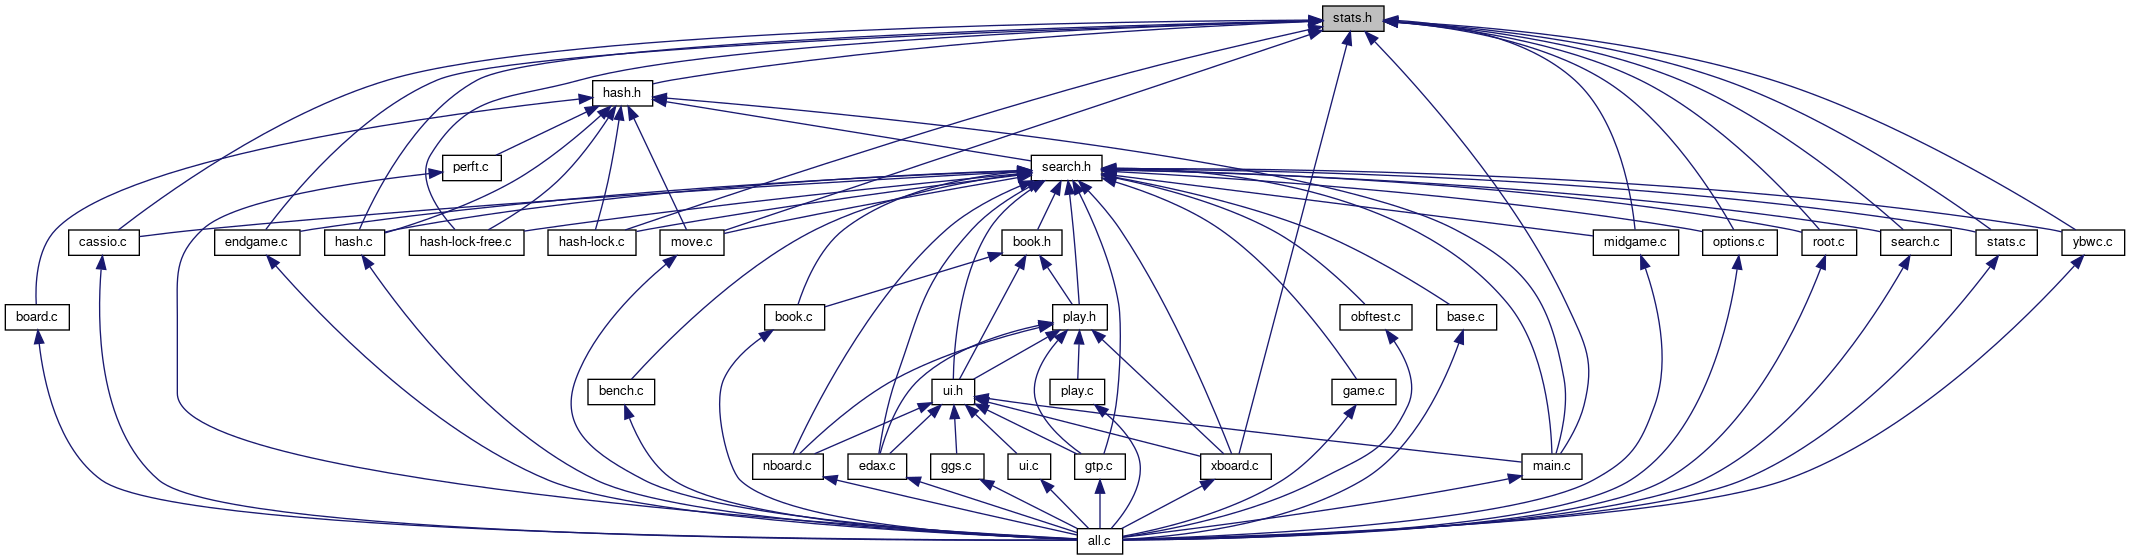 stats.h
hash.h
perft.c
search.h
cassio.c
endgame.c
hash.c
hash-lock-free.c
hash-lock.c
move.c
book.h
midgame.c
options.c
root.c
search.c
stats.c
ybwc.c
board.c
book.c
play.h
obftest.c
base.c
bench.c
ui.h
play.c
game.c
nboard.c
edax.c
ggs.c
ui.c
gtp.c
xboard.c
main.c
all.c